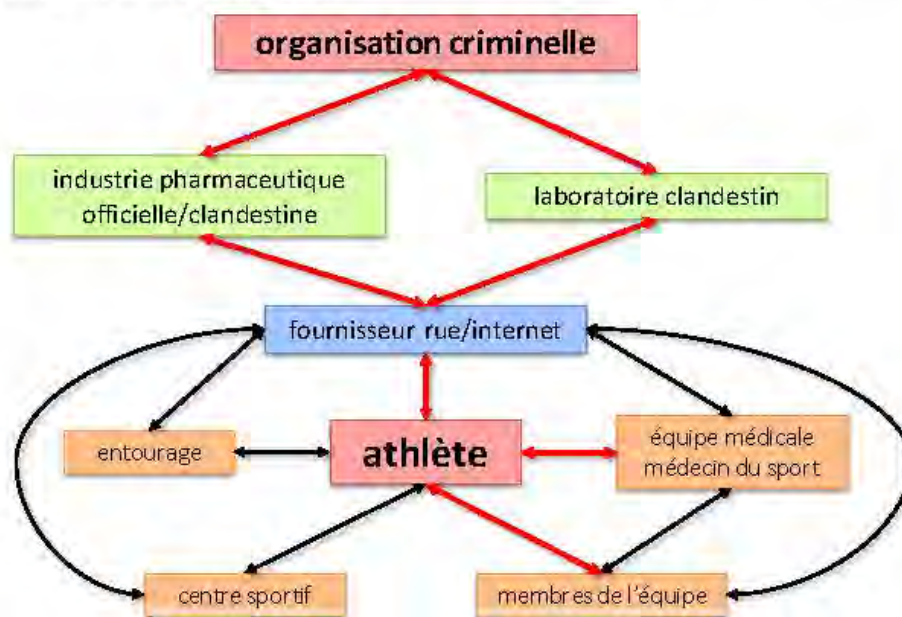 organisation criminelle
industrie pharmaceutique
officielle/clandestine
laboratoire clandestin
fournisseur rue/internet
entourage
athlète
équipe médicale
médecin du sport
centre sportif
membres de l'équipe